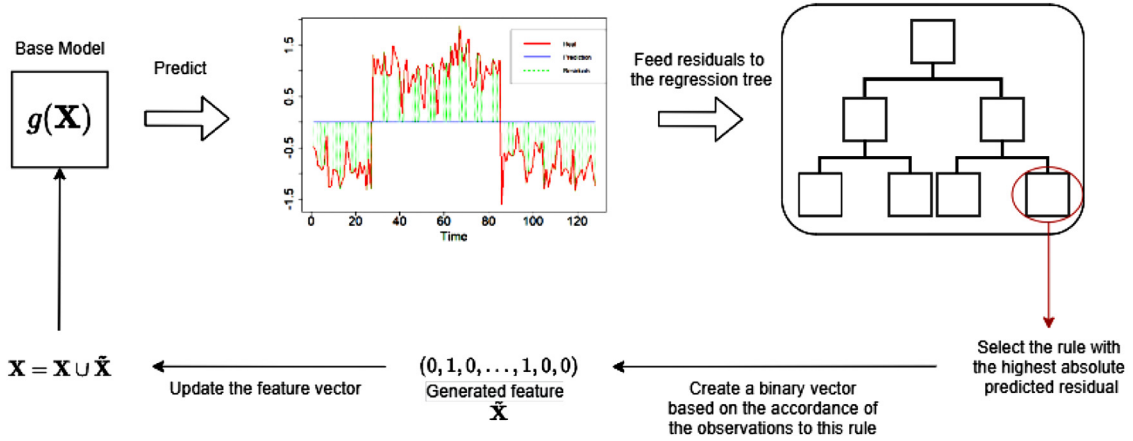 Base Model
g(X)
Predict
1.5
0.5
-0.5
-1.5
0
20
40
60
80
100
120
Time
Real
Prediction
Residuals
Feed residuals to
the regression tree
Select the rule with
the highest absolute
predicted residual
Create a binary vector
based on the accordance of
the observations to this rule
(0, 1, 0, . . . , 1, 0, 0)
Generated feature
X̃
Update the feature vector
X = X ∪ X̃